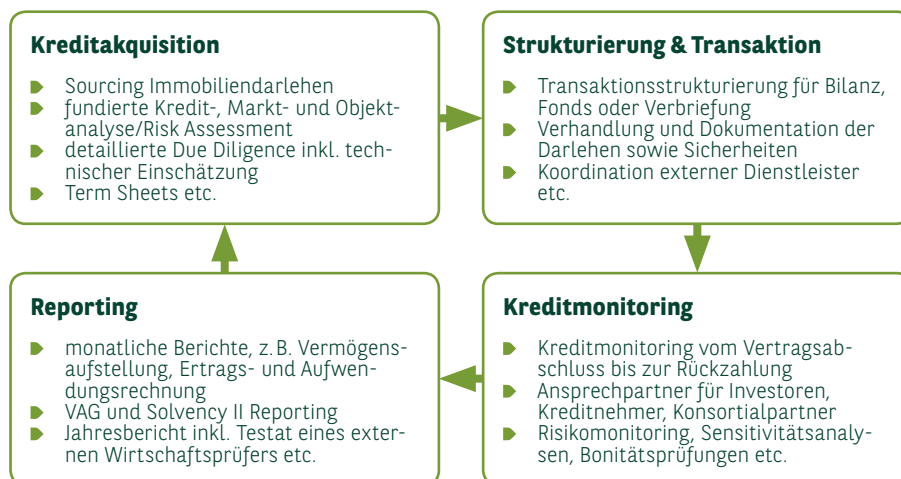 Kreditakquisition
Sourcing Immobiliendarlehen
fundierte Kredit-, Markt- und Objekt-
analyse/Risk Assessment
detaillierte Due Diligence inkl. tech-
nischer Einschätzung
Term Sheets etc.
Strukturierung & Transaktion
Transaktionsstrukturierung für Bilanz,
Fonds oder Verbriefung
Verhandlung und Dokumentation der
Darlehen sowie Sicherheiten
Koordination externer Dienstleister
etc.
Reporting
monatliche Berichte, z. B. Vermögens-
aufstellung, Ertrags- und Aufwen-
dungsrechnung
VAG und Solvency II Reporting
Jahresbericht inkl. Testat eines exter-
nen Wirtschaftsprüfers etc.
Kreditmonitoring
Kreditmonitoring vom Vertragsab-
schluss bis zur Rückzahlung
Ansprechpartner für Investoren,
Kreditnehmer, Konsortialpartner
Risikomonitoring, Sensitivitätsanaly-
sen, Bonitätsprüfungen etc.